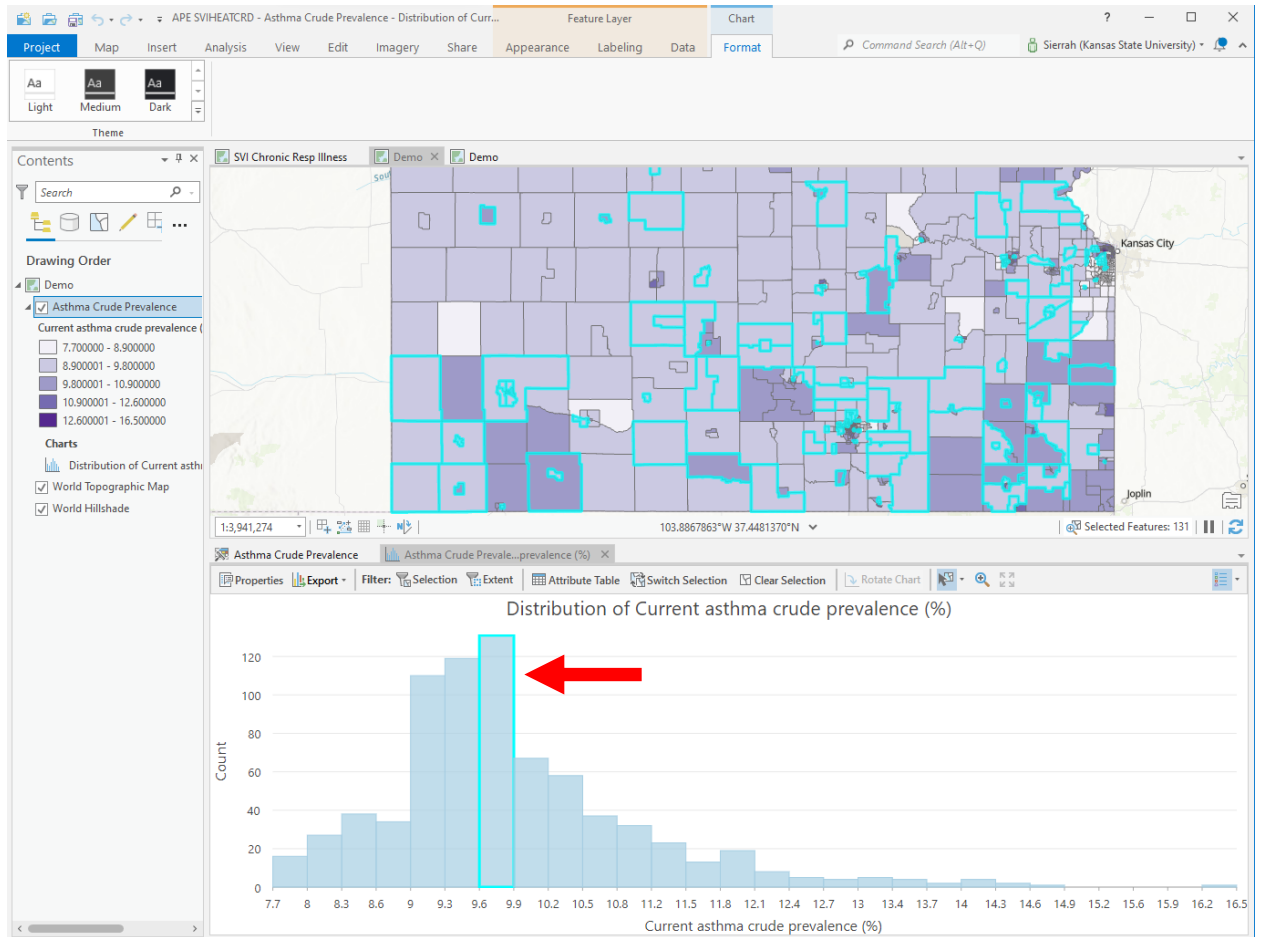 APE SVIHEATCRD - Asthma Crude Prevalence - Distribution of Curr...
Feature Layer
Chart
?
Project Map Insert Analysis View Edit Imagery Share Appearance Labeling Data Format
Command Search (Alt+Q)
Sierrah (Kansas State University)
Aa Aa Aa
Light Medium Dark
Theme
Contents
SVI Chronic Resp Illness
Demo
Demo
Search
Drawing Order
Demo
Asthma Crude Prevalence
Current asthma crude prevalence (
7.700000 - 8.900000
8.900001 - 9.800000
9.800001 - 10.900000
10.900001 - 12.600000
12.600001 - 16.500000
Charts
Distribution of Current asth
World Topographic Map
World Hillshade
Sou
Kansas City
Joplin
1:3,941,274
N
103.8867863°W 37.4481370°N
Selected Features: 131
Asthma Crude Prevalence
Asthma Crude Prevale...prevalence (%)
Properties Export Filter: Selection Extent Attribute Table Switch Selection Clear Selection Rotate Chart
Distribution of Current asthma crude prevalence (%)
Count
120
100
80
60
40
20
0
7.7 8 8.3 8.6 9 9.3 9.6 9.9 10.2 10.5 10.8 11.2 11.5 11.8 12.1 12.4 12.7 13 13.4 13.7 14 14.3 14.6 14.9 15.2 15.6 15.9 16.2 16.5
Current asthma crude prevalence (%)